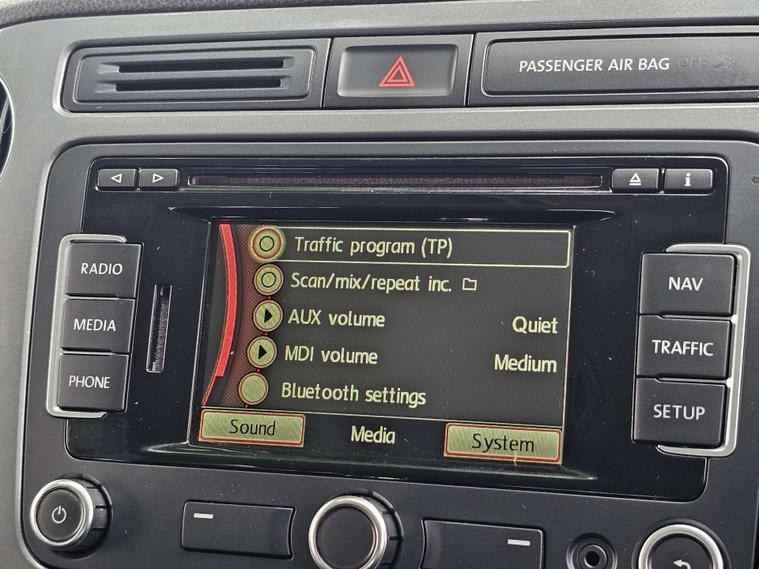 PASSENGER AIR BAG OFF
i
RADIO
MEDIA
PHONE
Traffic program (TP)
Scan/mix/repeat inc.
AUX volume Quiet
MDI volume Medium
Bluetooth settings
Sound Media System
NAV
TRAFFIC
SETUP